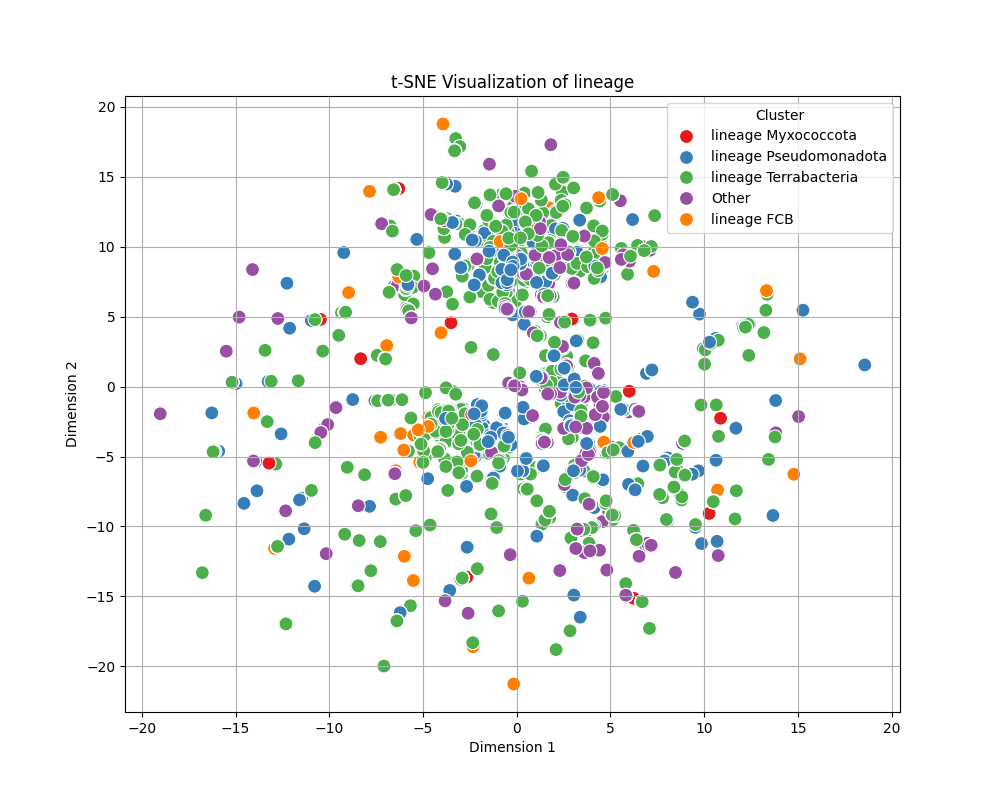 t-SNE Visualization of lineage
Cluster
lineage Myxococcota
lineage Pseudomonadota
lineage Terrabacteria
Other
lineage FCB
20
15
10
5
0
−5
−10
−15
−20
Dimension 2
−20 −15 −10 −5 0 5 10 15 20
Dimension 1